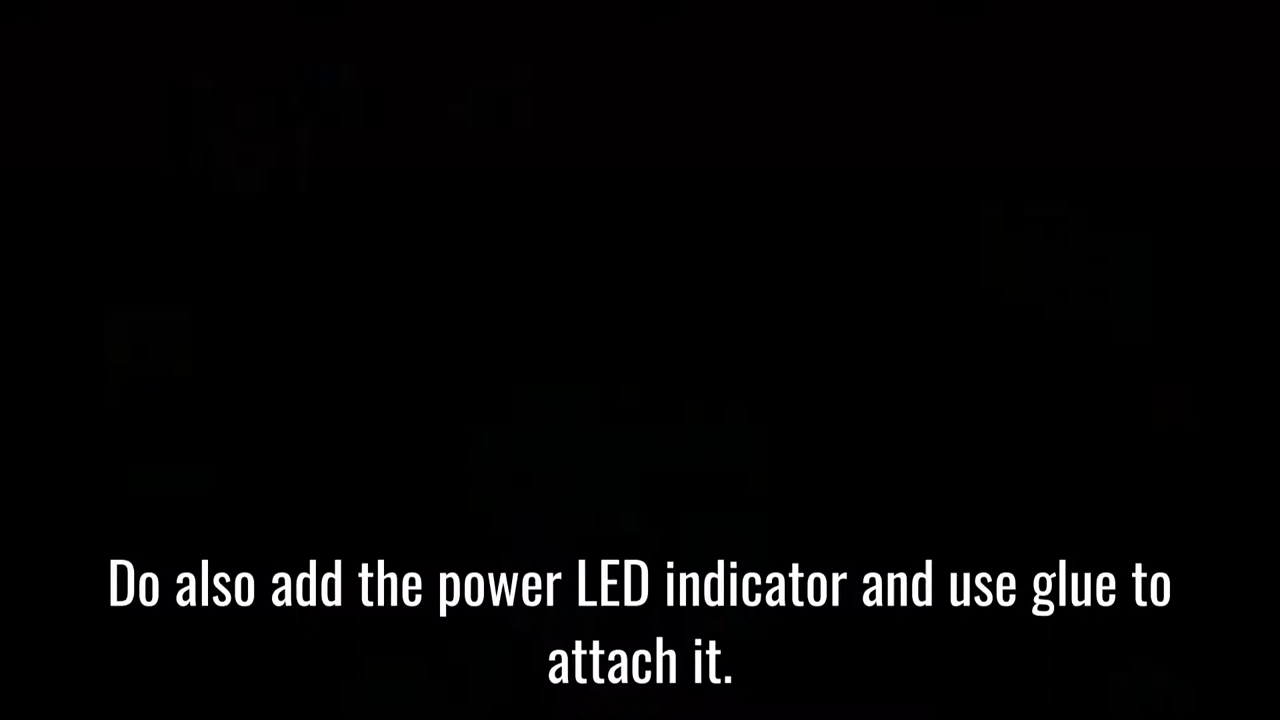 Do also add the power LED indicator and use glue to
attach it.